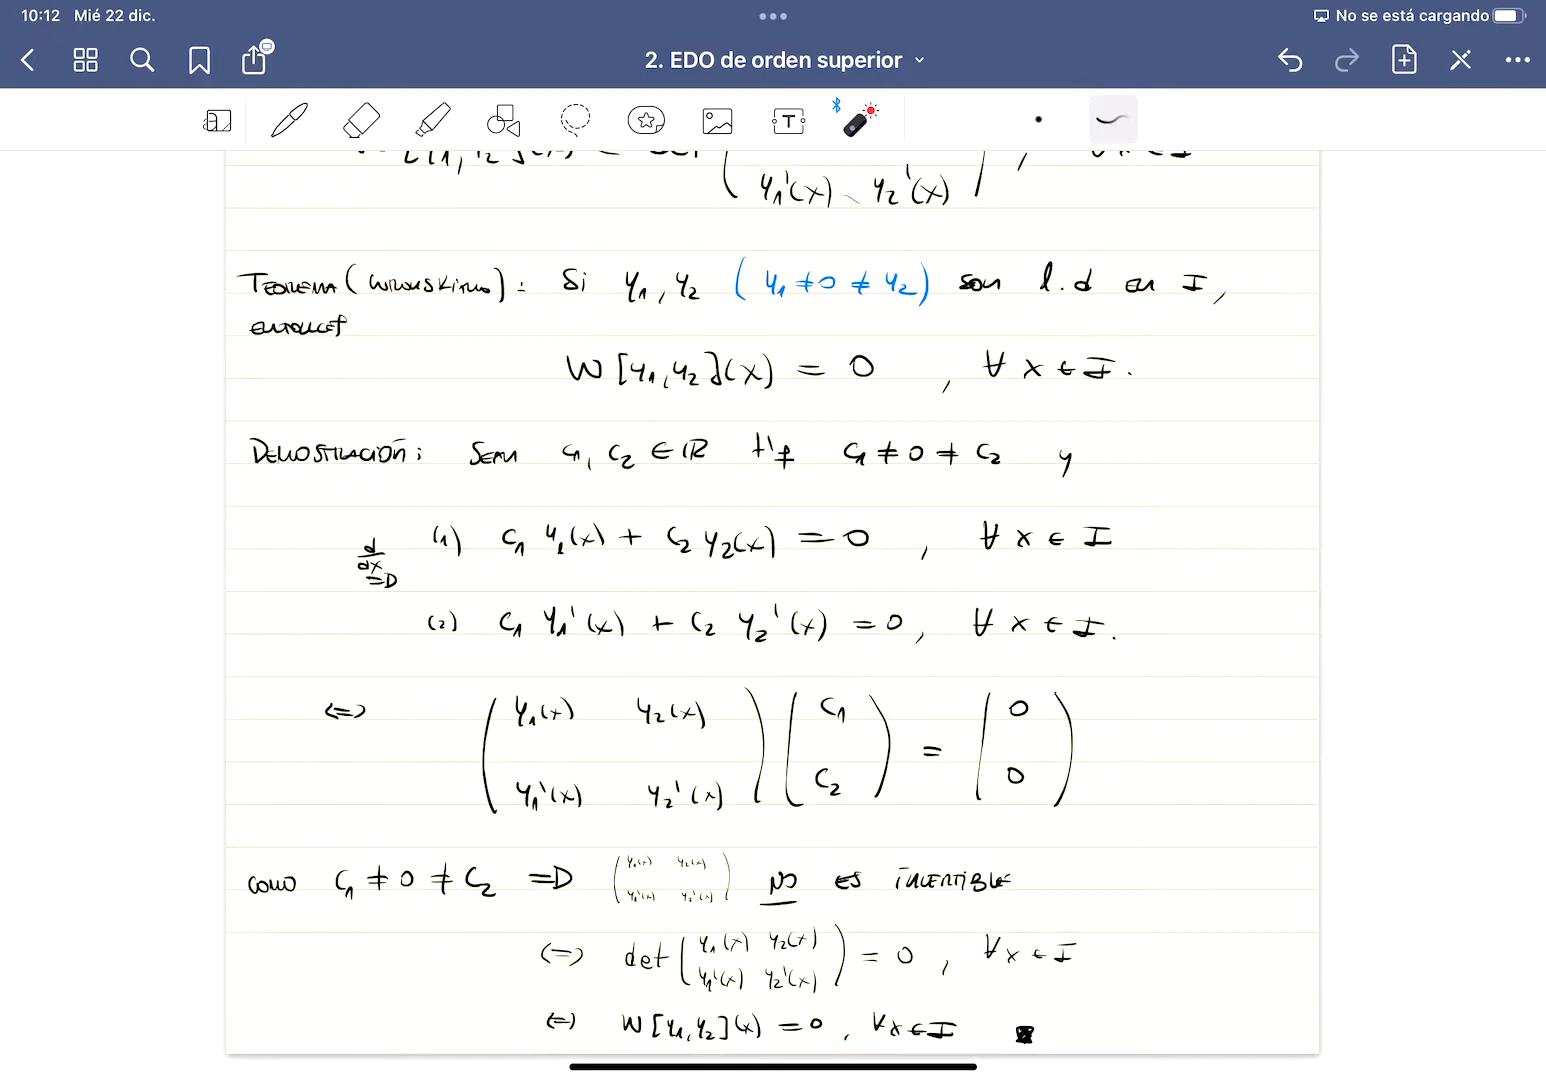 10:12 Mié 22 dic.
No se está cargando
2. EDO de orden superior
T
y₁'(x) y₂'(x)
TEOREMA (WRONSKIANO): Si y₁, y₂ (y₁ ≠ 0 ≠ y₂) son l.d en I,
entonces
W[y₁, y₂](x) = 0 , ∀ x ∈ I.
DEMOSTRACIÓN: SEAN c₁, c₂ ∈ ℝ t'q c₁ ≠ 0 ≠ c₂ y
(1) c₁ y₁(x) + c₂ y₂(x) = 0 , ∀ x ∈ I
d/dx ⇒
(2) c₁ y₁'(x) + c₂ y₂'(x) = 0, ∀ x ∈ I.
⇔ ( y₁(x) y₂(x) ) ( c₁ ) = ( 0 )
( y₁'(x) y₂'(x) ) ( c₂ ) ( 0 )
COMO c₁ ≠ 0 ≠ c₂ ⇒ ( y₁(x) y₂(x) ) NO ES INVERTIBLE
( y₁'(x) y₂'(x) )
⇔ det ( y₁(x) y₂(x) ) = 0 , ∀ x ∈ I
( y₁'(x) y₂'(x) )
⇔ W[y₁, y₂](x) = 0 , ∀ x ∈ I ■